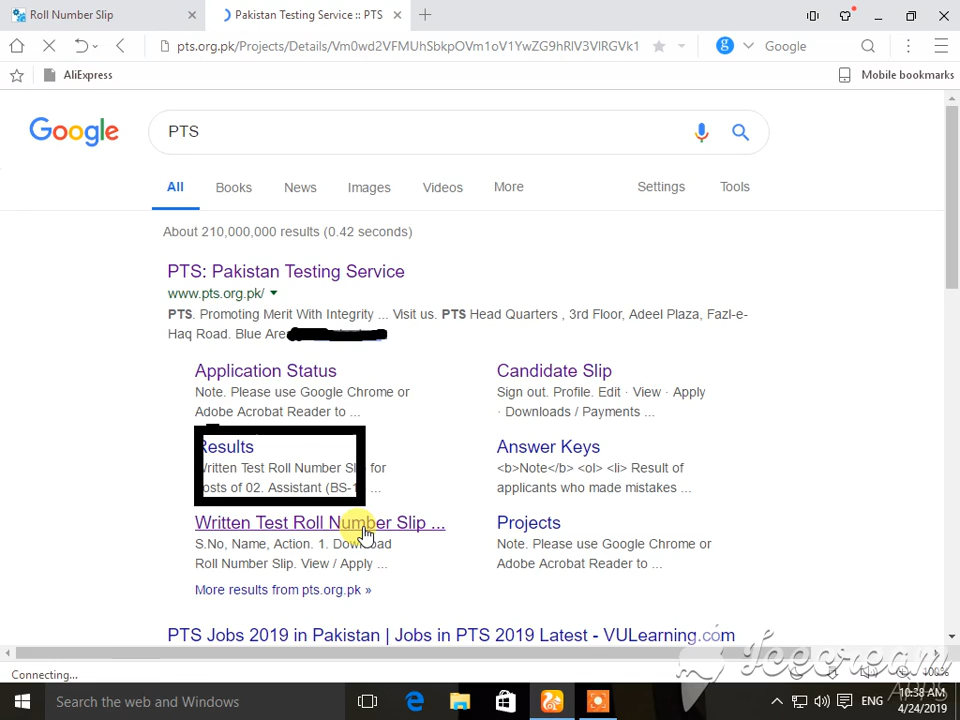 Roll Number Slip
Pakistan Testing Service :: PTS
pts.org.pk/Projects/Details/Vm0wd2VFMUhSbkpOVm1oV1YwZG9hRlV3VlRGVk1
Google
AliExpress
Mobile bookmarks
Google
PTS
All Books News Images Videos More Settings Tools
About 210,000,000 results (0.42 seconds)
PTS: Pakistan Testing Service
www.pts.org.pk/
PTS. Promoting Merit With Integrity ... Visit us. PTS Head Quarters , 3rd Floor, Adeel Plaza, Fazl-e-
Haq Road. Blue Are
Application Status
Note. Please use Google Chrome or
Adobe Acrobat Reader to ...
Candidate Slip
Sign out. Profile. Edit · View · Apply
· Downloads / Payments ...
Results
Written Test Roll Number Sl for
osts of 02. Assistant (BS-1 ...
Answer Keys
<b>Note</b> <ol> <li> Result of
applicants who made mistakes ...
Written Test Roll Number Slip ...
S.No, Name, Action. 1. Download
Roll Number Slip. View / Apply ...
Projects
Note. Please use Google Chrome or
Adobe Acrobat Reader to ...
More results from pts.org.pk »
PTS Jobs 2019 in Pakistan | Jobs in PTS 2019 Latest - VULearning.com
Icecream
Apps
Connecting...
100%
Search the web and Windows
ENG
10:38 AM
4/24/2019